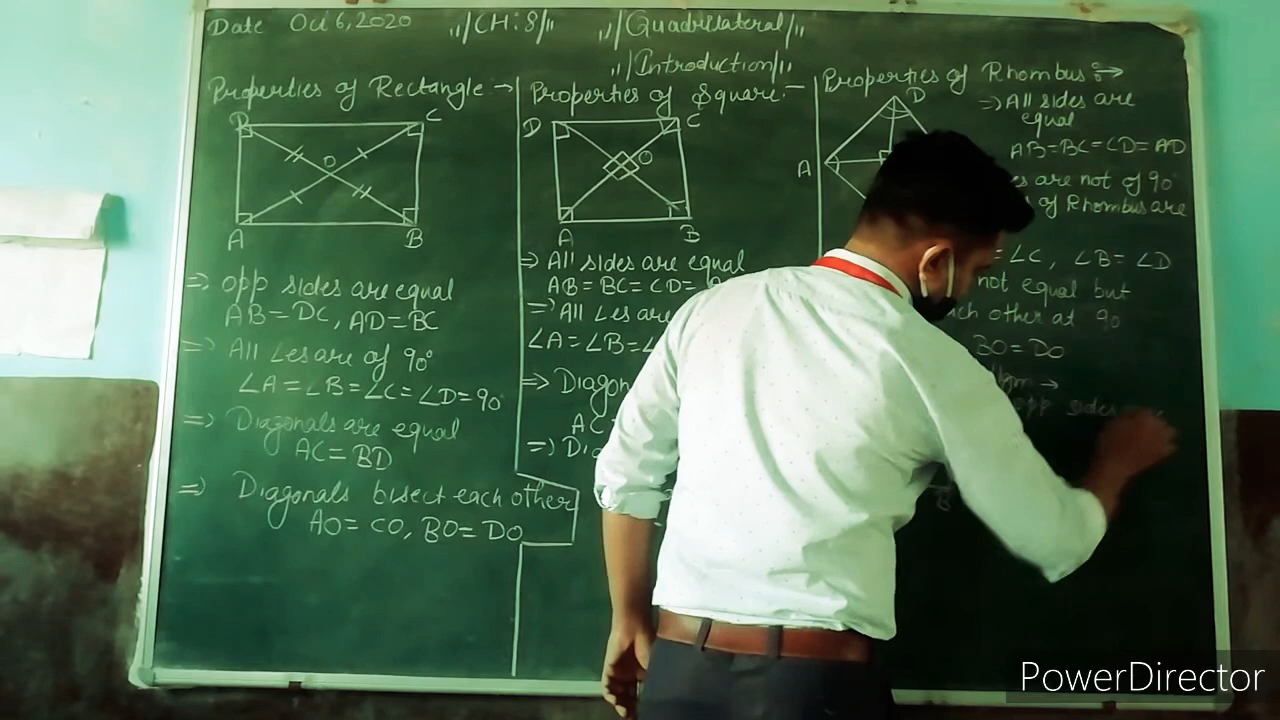 Date Oct 6, 2020 //CH:8// //Quadrilateral//
//Introduction//
Properties of Rectangle →
D C
O
A B
=> opp sides are equal
AB = DC, AD = BC
=> All ∠es are of 90°
∠A = ∠B = ∠C = ∠D = 90°
=> Diagonals are equal
AC = BD
=> Diagonals bisect each other
AO = CO, BO = DO
Properties of Square:-
D C
O
A B
=> All sides are equal
AB = BC = CD =
=> All ∠es are
∠A = ∠B =
=>
AC
=>
Properties of Rhombus :→
D
A
=> All sides are
equal
AB = BC = CD = AD
are not of 90°
of Rhombus are
= ∠C, ∠B = ∠D
not equal but
each other at 90
BO = DO
opp sides
B
PowerDirector